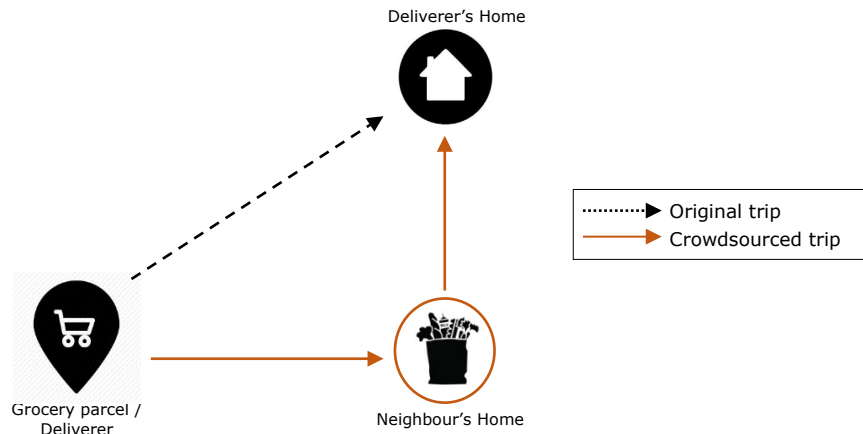 Deliverer's Home
Original trip
Crowdsourced trip
Grocery parcel /
Deliverer
Neighbour's Home